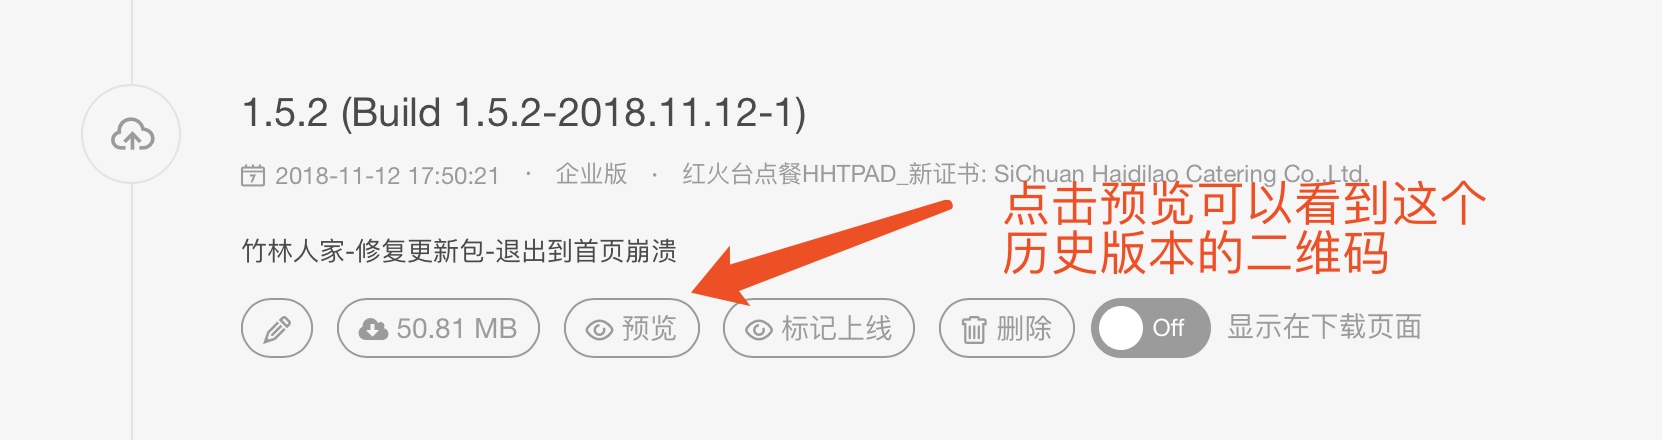 1.5.2 (Build 1.5.2-2018.11.12-1)
7 2018-11-12 17:50:21 · 企业版 · 红火台点餐HHTPAD_新证书: SiChuan Haidilao Catering Co.,Ltd.
点击预览可以看到这个
历史版本的二维码
竹林人家-修复更新包-退出到首页崩溃
50.81 MB 预览 标记上线 删除 Off 显示在下载页面